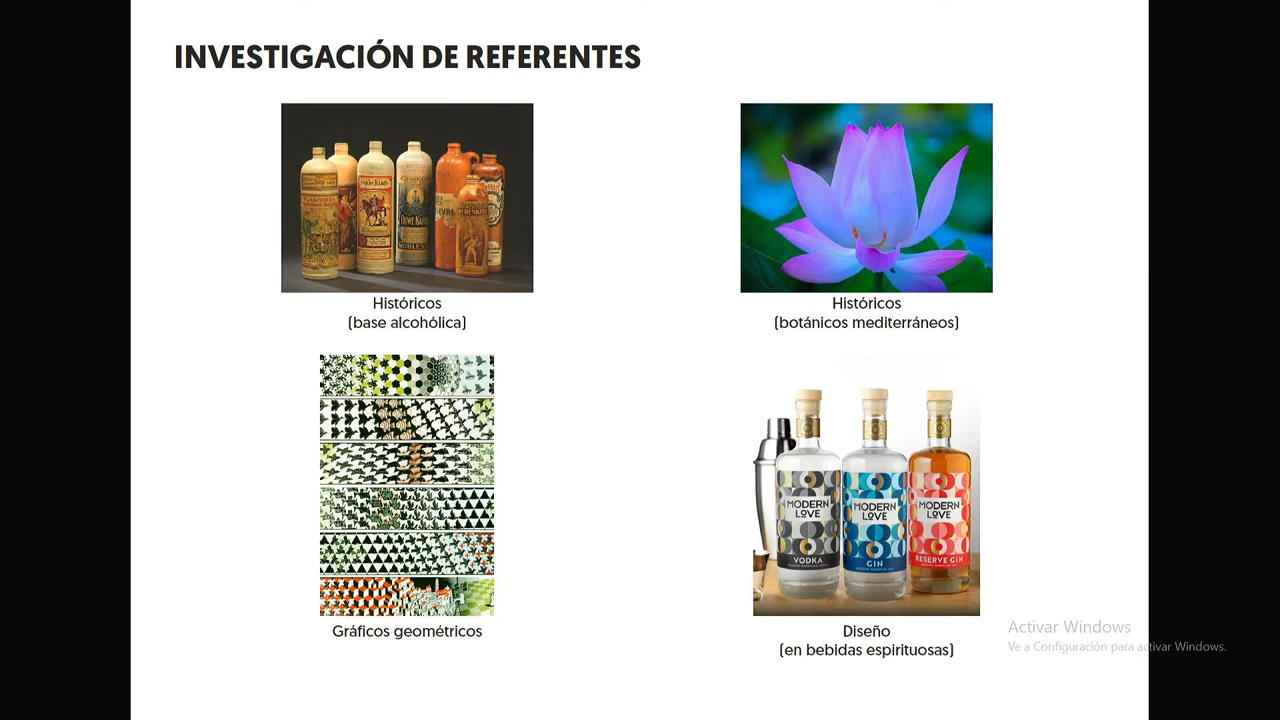 INVESTIGACIÓN DE REFERENTES
Históricos
(base alcohólica)
Históricos
(botánicos mediterráneos)
NOBLESS
MODERN
LOVE
VODKA
MODERN
LOVE
GIN
MODERN
LOVE
RESERVE GIN
Gráficos geométricos
Diseño
(en bebidas espirituosas)
Activar Windows
Ve a Configuración para activar Windows.